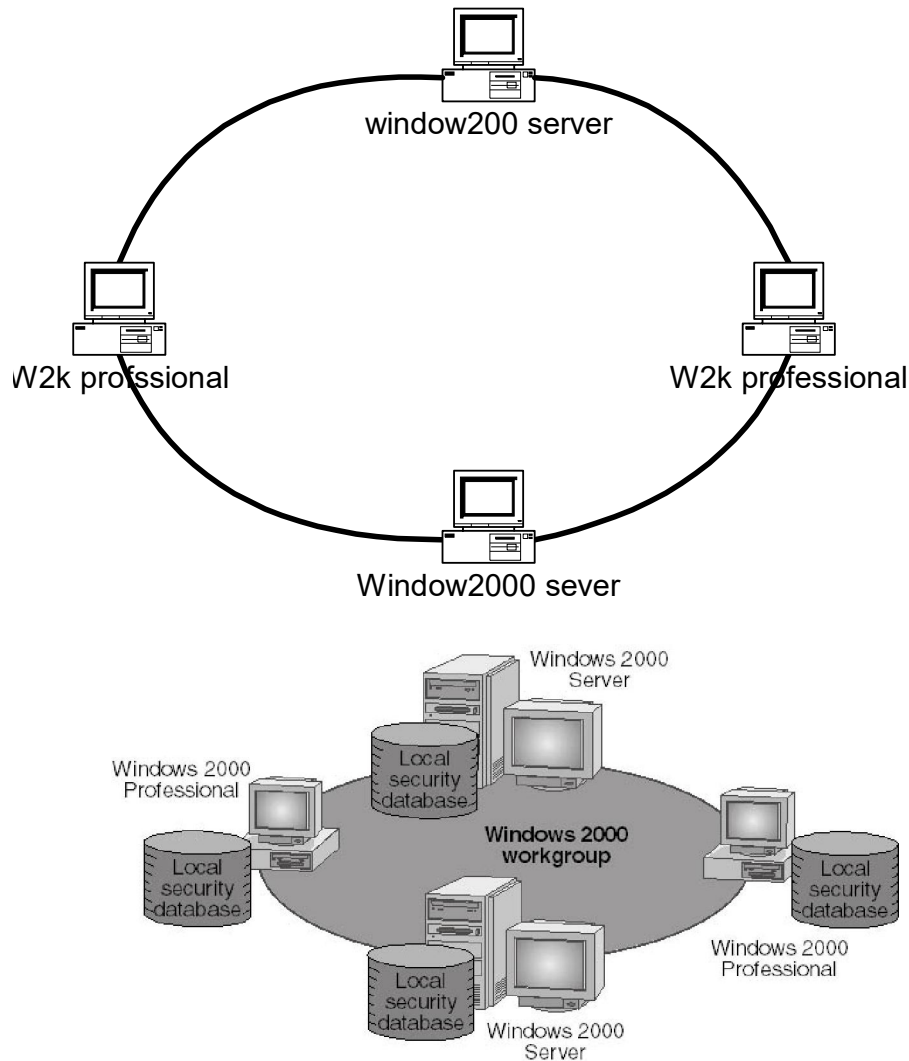 window200 server
W2k profssional
W2k professional
Window2000 sever
Windows 2000
Server
Local
security
database
Windows 2000
Professional
Windows 2000
workgroup
Local
security
database
Local
security
database
Windows 2000
Professional
Local
security
database
Windows 2000
Server